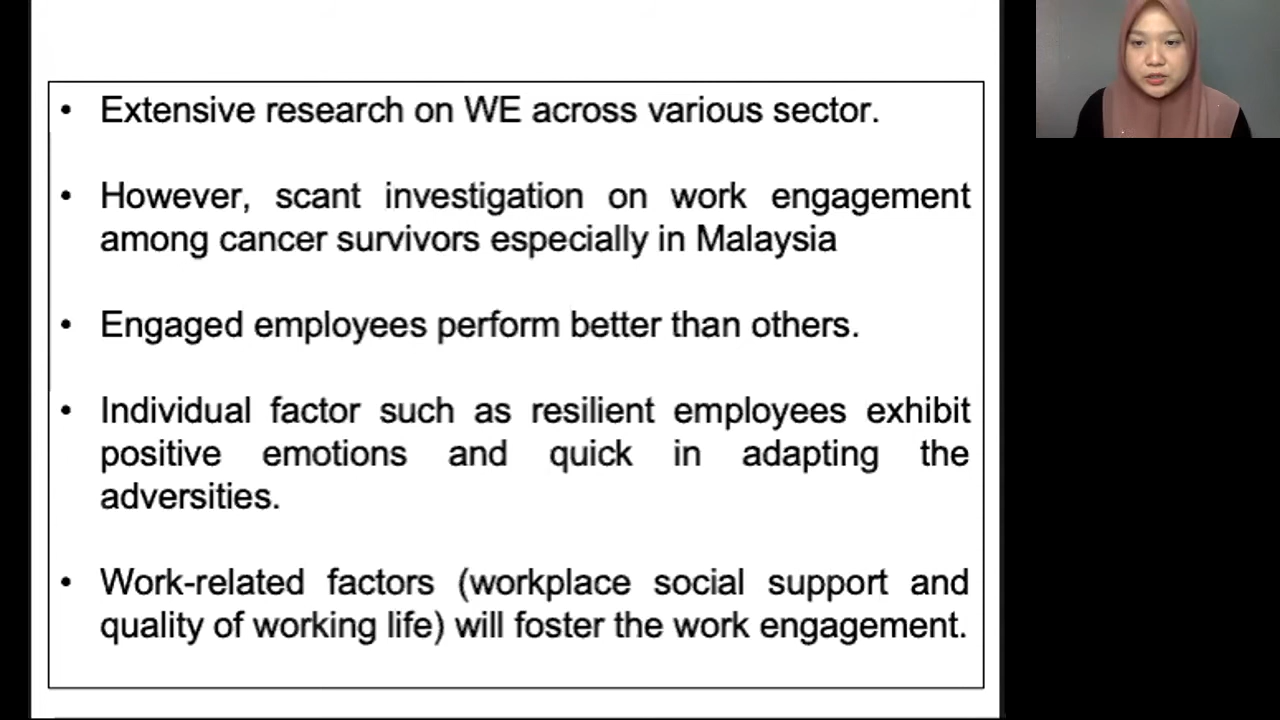 • Extensive research on WE across various sector.
• However, scant investigation on work engagement
among cancer survivors especially in Malaysia
• Engaged employees perform better than others.
• Individual factor such as resilient employees exhibit
positive emotions and quick in adapting the
adversities.
• Work-related factors (workplace social support and
quality of working life) will foster the work engagement.